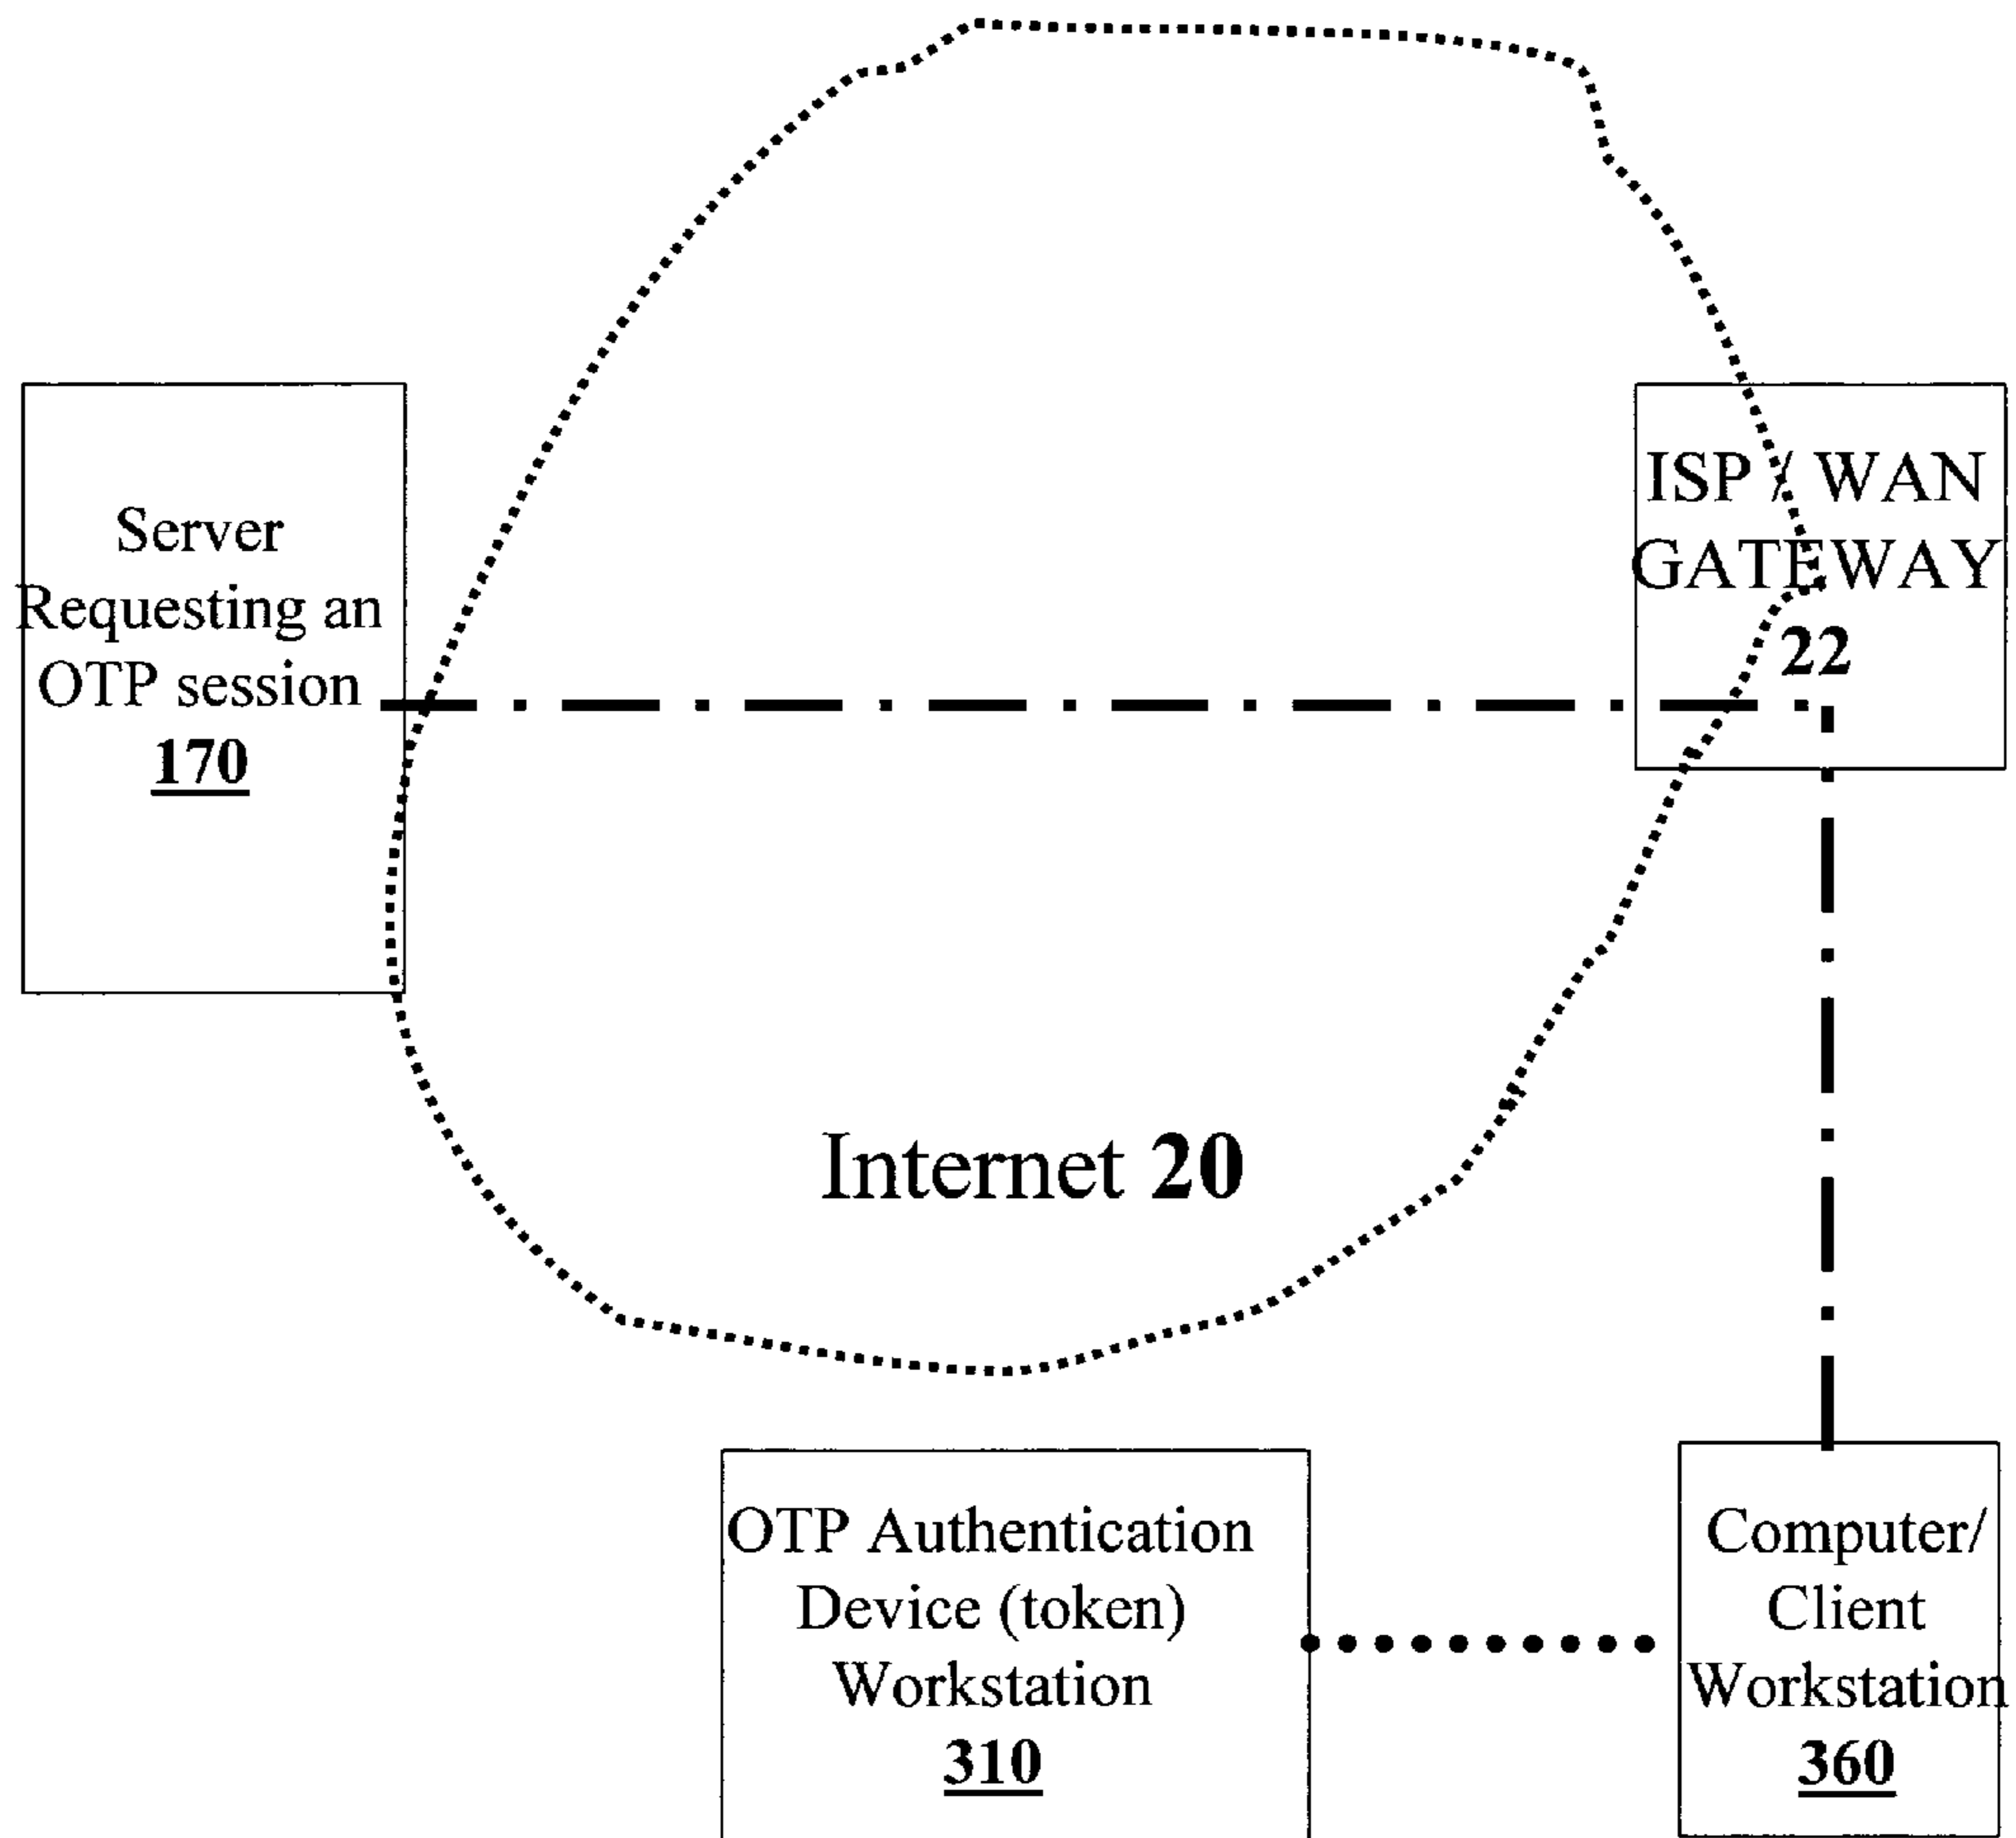 Server
Requesting an
OTP session
170
ISP / WAN
GATEWAY
22
Internet 20
OTP Authentication
Device (token)
Workstation
310
Computer/
Client
Workstation
360